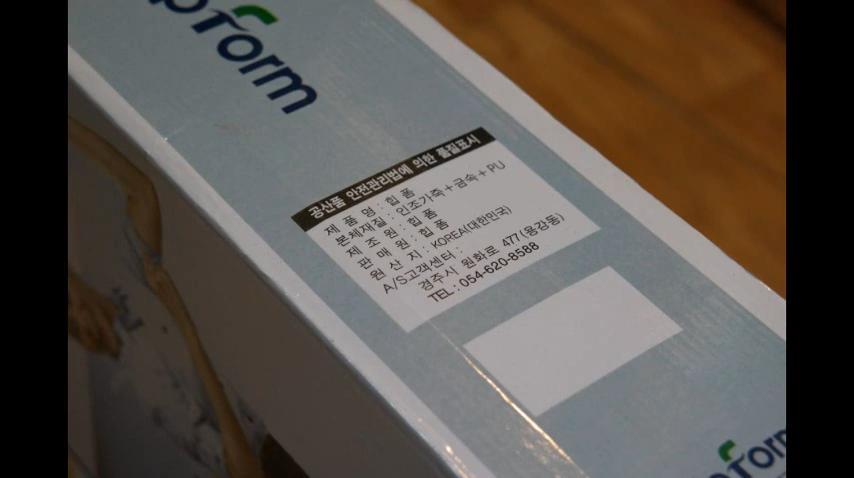 pform
공산품 안전관리법에 의한 품질표시
제 품 명 : 힙 폼
본체재질 : 인조가죽+금속+PU
제 조 원 : 힙 폼
판 매 원 : 힙폼
원 산 지 : KOREA(대한민국)
A/S고객센터 :
경주시 원화로 477(용강동)
TEL : 054-620-8588
pform